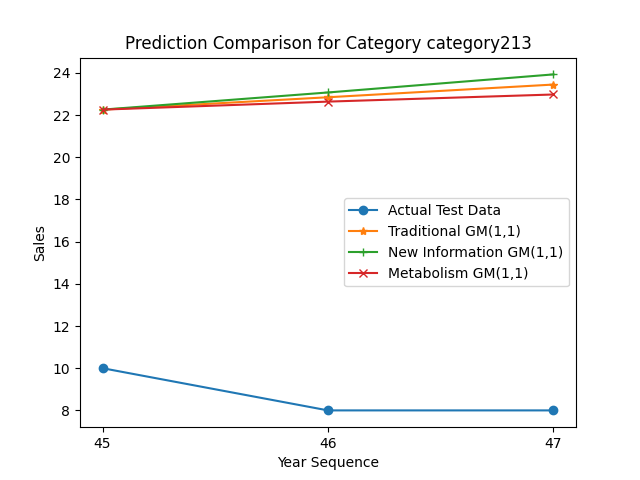 Prediction Comparison for Category category213
24
22
20
18
16
14
12
10
8
Sales
Actual Test Data
Traditional GM(1,1)
New Information GM(1,1)
Metabolism GM(1,1)
45
46
47
Year Sequence